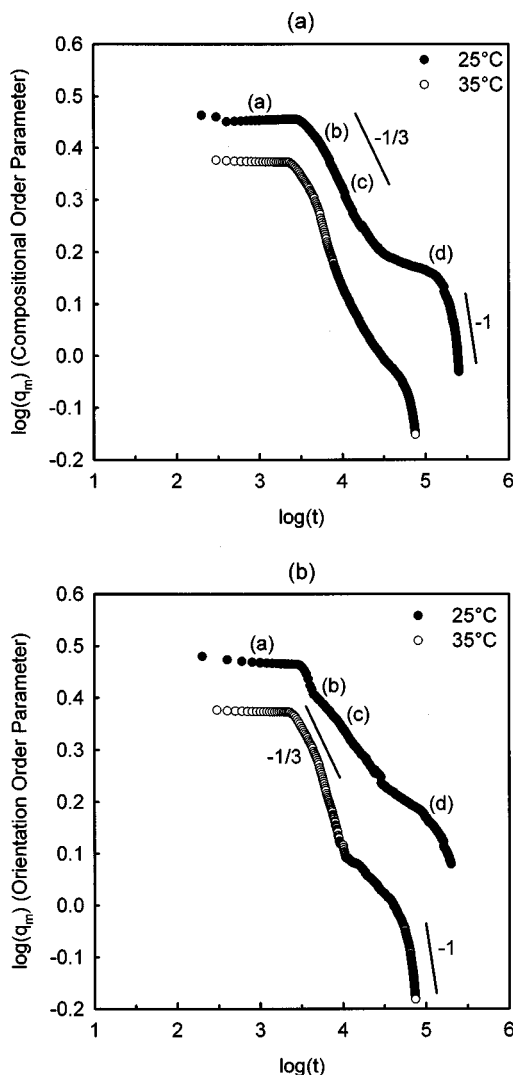 (a)
0.6
0.5
0.4
0.3
0.2
0.1
0.0
-0.1
-0.2
log(qm) (Compositional Order Parameter)
● 25°C
○ 35°C
(a)
(b)
-1/3
(c)
(d)
-1
1 2 3 4 5 6
log(t)
(b)
0.6
0.5
0.4
0.3
0.2
0.1
0.0
-0.1
-0.2
log(qm) (Orientation Order Parameter)
● 25°C
○ 35°C
(a)
(b)
(c)
-1/3
(d)
-1
1 2 3 4 5 6
log(t)